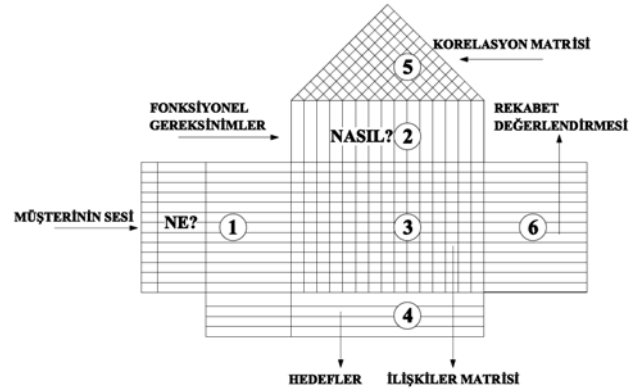 KORELASYON MATRİSİ
5
FONKSİYONEL
GEREKSİNİMLER
NASIL?
2
REKABET
DEĞERLENDİRMESİ
MÜŞTERİNİN SESİ
NE?
1
3
6
4
HEDEFLER
İLİŞKİLER MATRİSİ